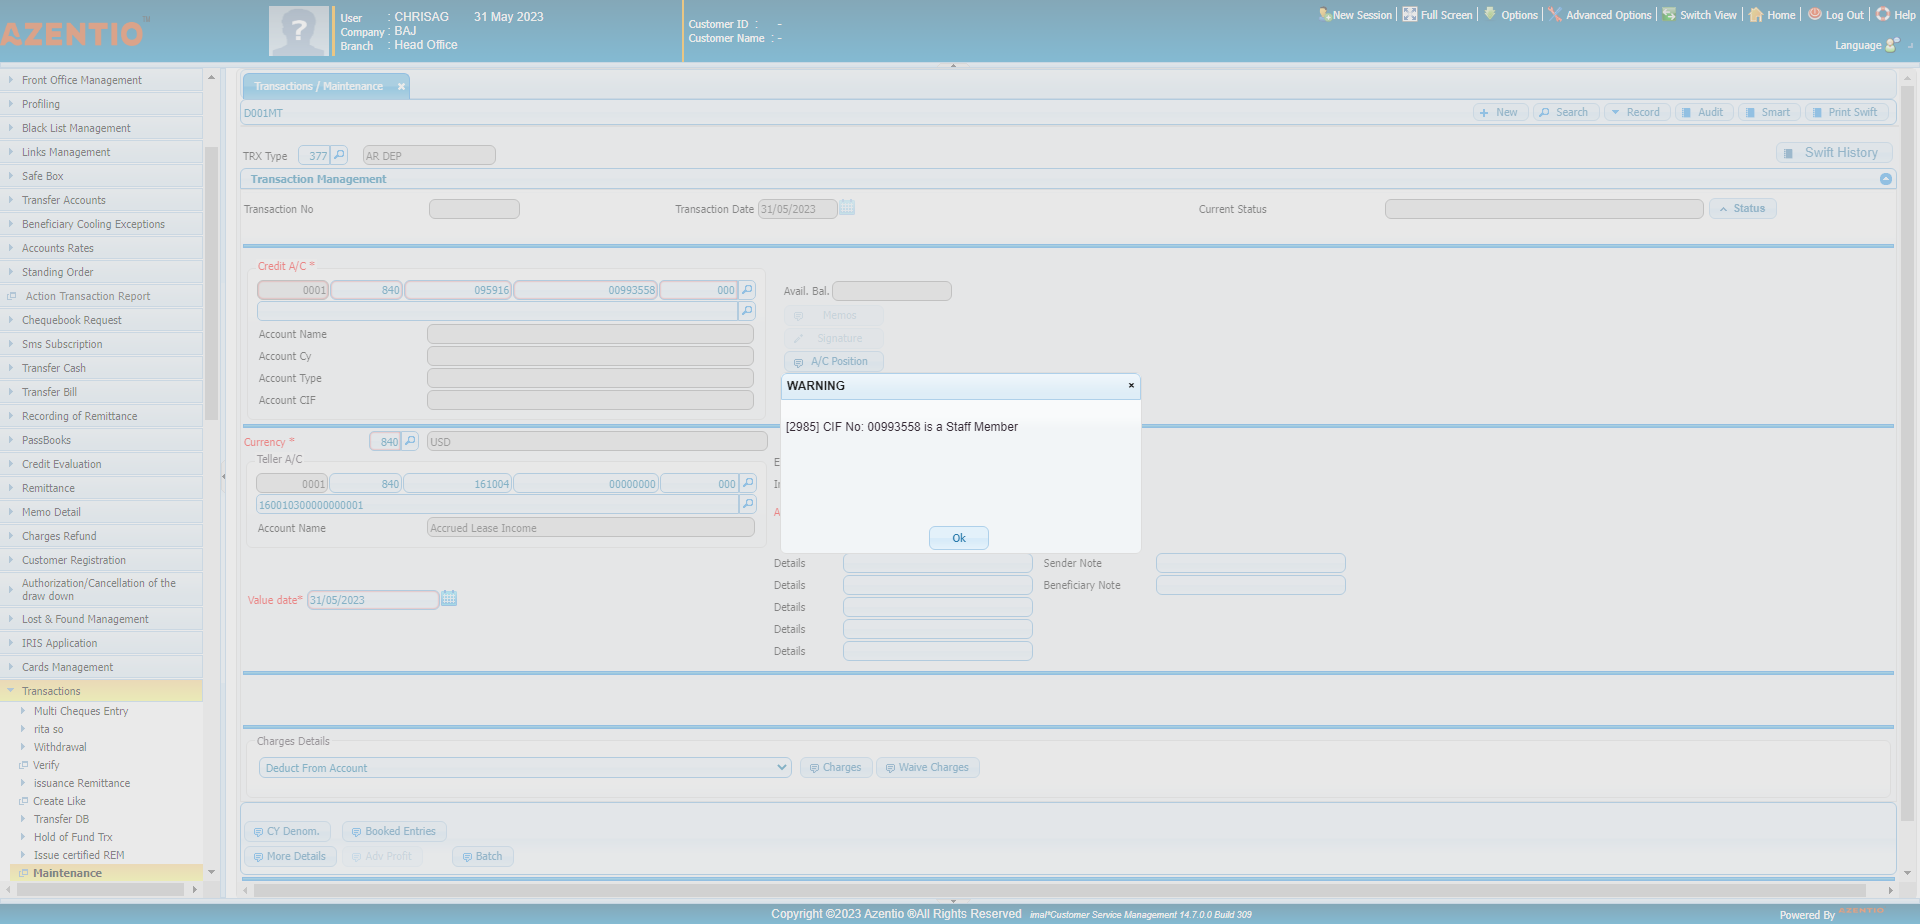 AZENTIO™
User : CHRISAG 31 May 2023
Company : BAJ
Branch : Head Office
Customer ID : -
Customer Name : -
New Session
Full Screen
Options
Advanced Options
Switch View
Home
Log Out
Help
Language
Front Office Management
Profiling
Black List Management
Links Management
Safe Box
Transfer Accounts
Beneficiary Cooling Exceptions
Accounts Rates
Standing Order
Action Transaction Report
Chequebook Request
Sms Subscription
Transfer Cash
Transfer Bill
Recording of Remittance
PassBooks
Credit Evaluation
Remittance
Memo Detail
Charges Refund
Customer Registration
Authorization/Cancellation of the
draw down
Lost & Found Management
IRIS Application
Cards Management
Transactions
Multi Cheques Entry
rita so
Withdrawal
Verify
issuance Remittance
Create Like
Transfer DB
Hold of Fund Trx
Issue certified REM
Maintenance
Transactions / Maintenance
D001MT
New
Search
Record
Audit
Smart
Print Swift
TRX Type 377 AR DEP
Swift History
Transaction Management
Transaction No
Transaction Date 31/05/2023
Current Status
Status
Credit A/C *
0001 840 095916 00993558 000
Avail. Bal.
Memos
Signature
A/C Position
Account Name
Account Cy
Account Type
Account CIF
WARNING
[2985] CIF No: 00993558 is a Staff Member
Ok
Currency * 840 USD
Teller A/C
0001 840 161004 00000000 000
160010300000000001
Account Name Accrued Lease Income
Value date* 31/05/2023
Details
Sender Note
Details
Beneficiary Note
Details
Details
Details
Charges Details
Deduct From Account
Charges
Waive Charges
CY Denom.
Booked Entries
More Details
Adv Profit
Batch
Copyright ©2023 Azentio ®All Rights Reserved imal*Customer Service Management 14.7.0.0 Build 309
Powered By AZENTIO